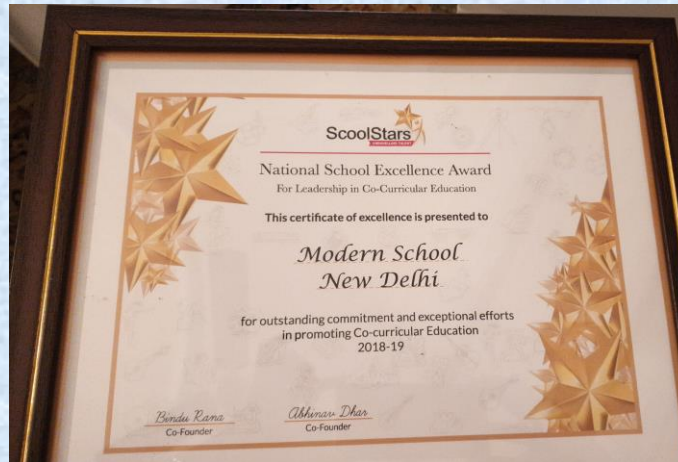 ScoolStars
National School Excellence Award
For Leadership in Co-Curricular Education
This certificate of excellence is presented to
Modern School
New Delhi
for outstanding commitment and exceptional efforts
in promoting Co-curricular Education
2018-19
Bindu Rana
Co-Founder
Abhinav Dhar
Co-Founder